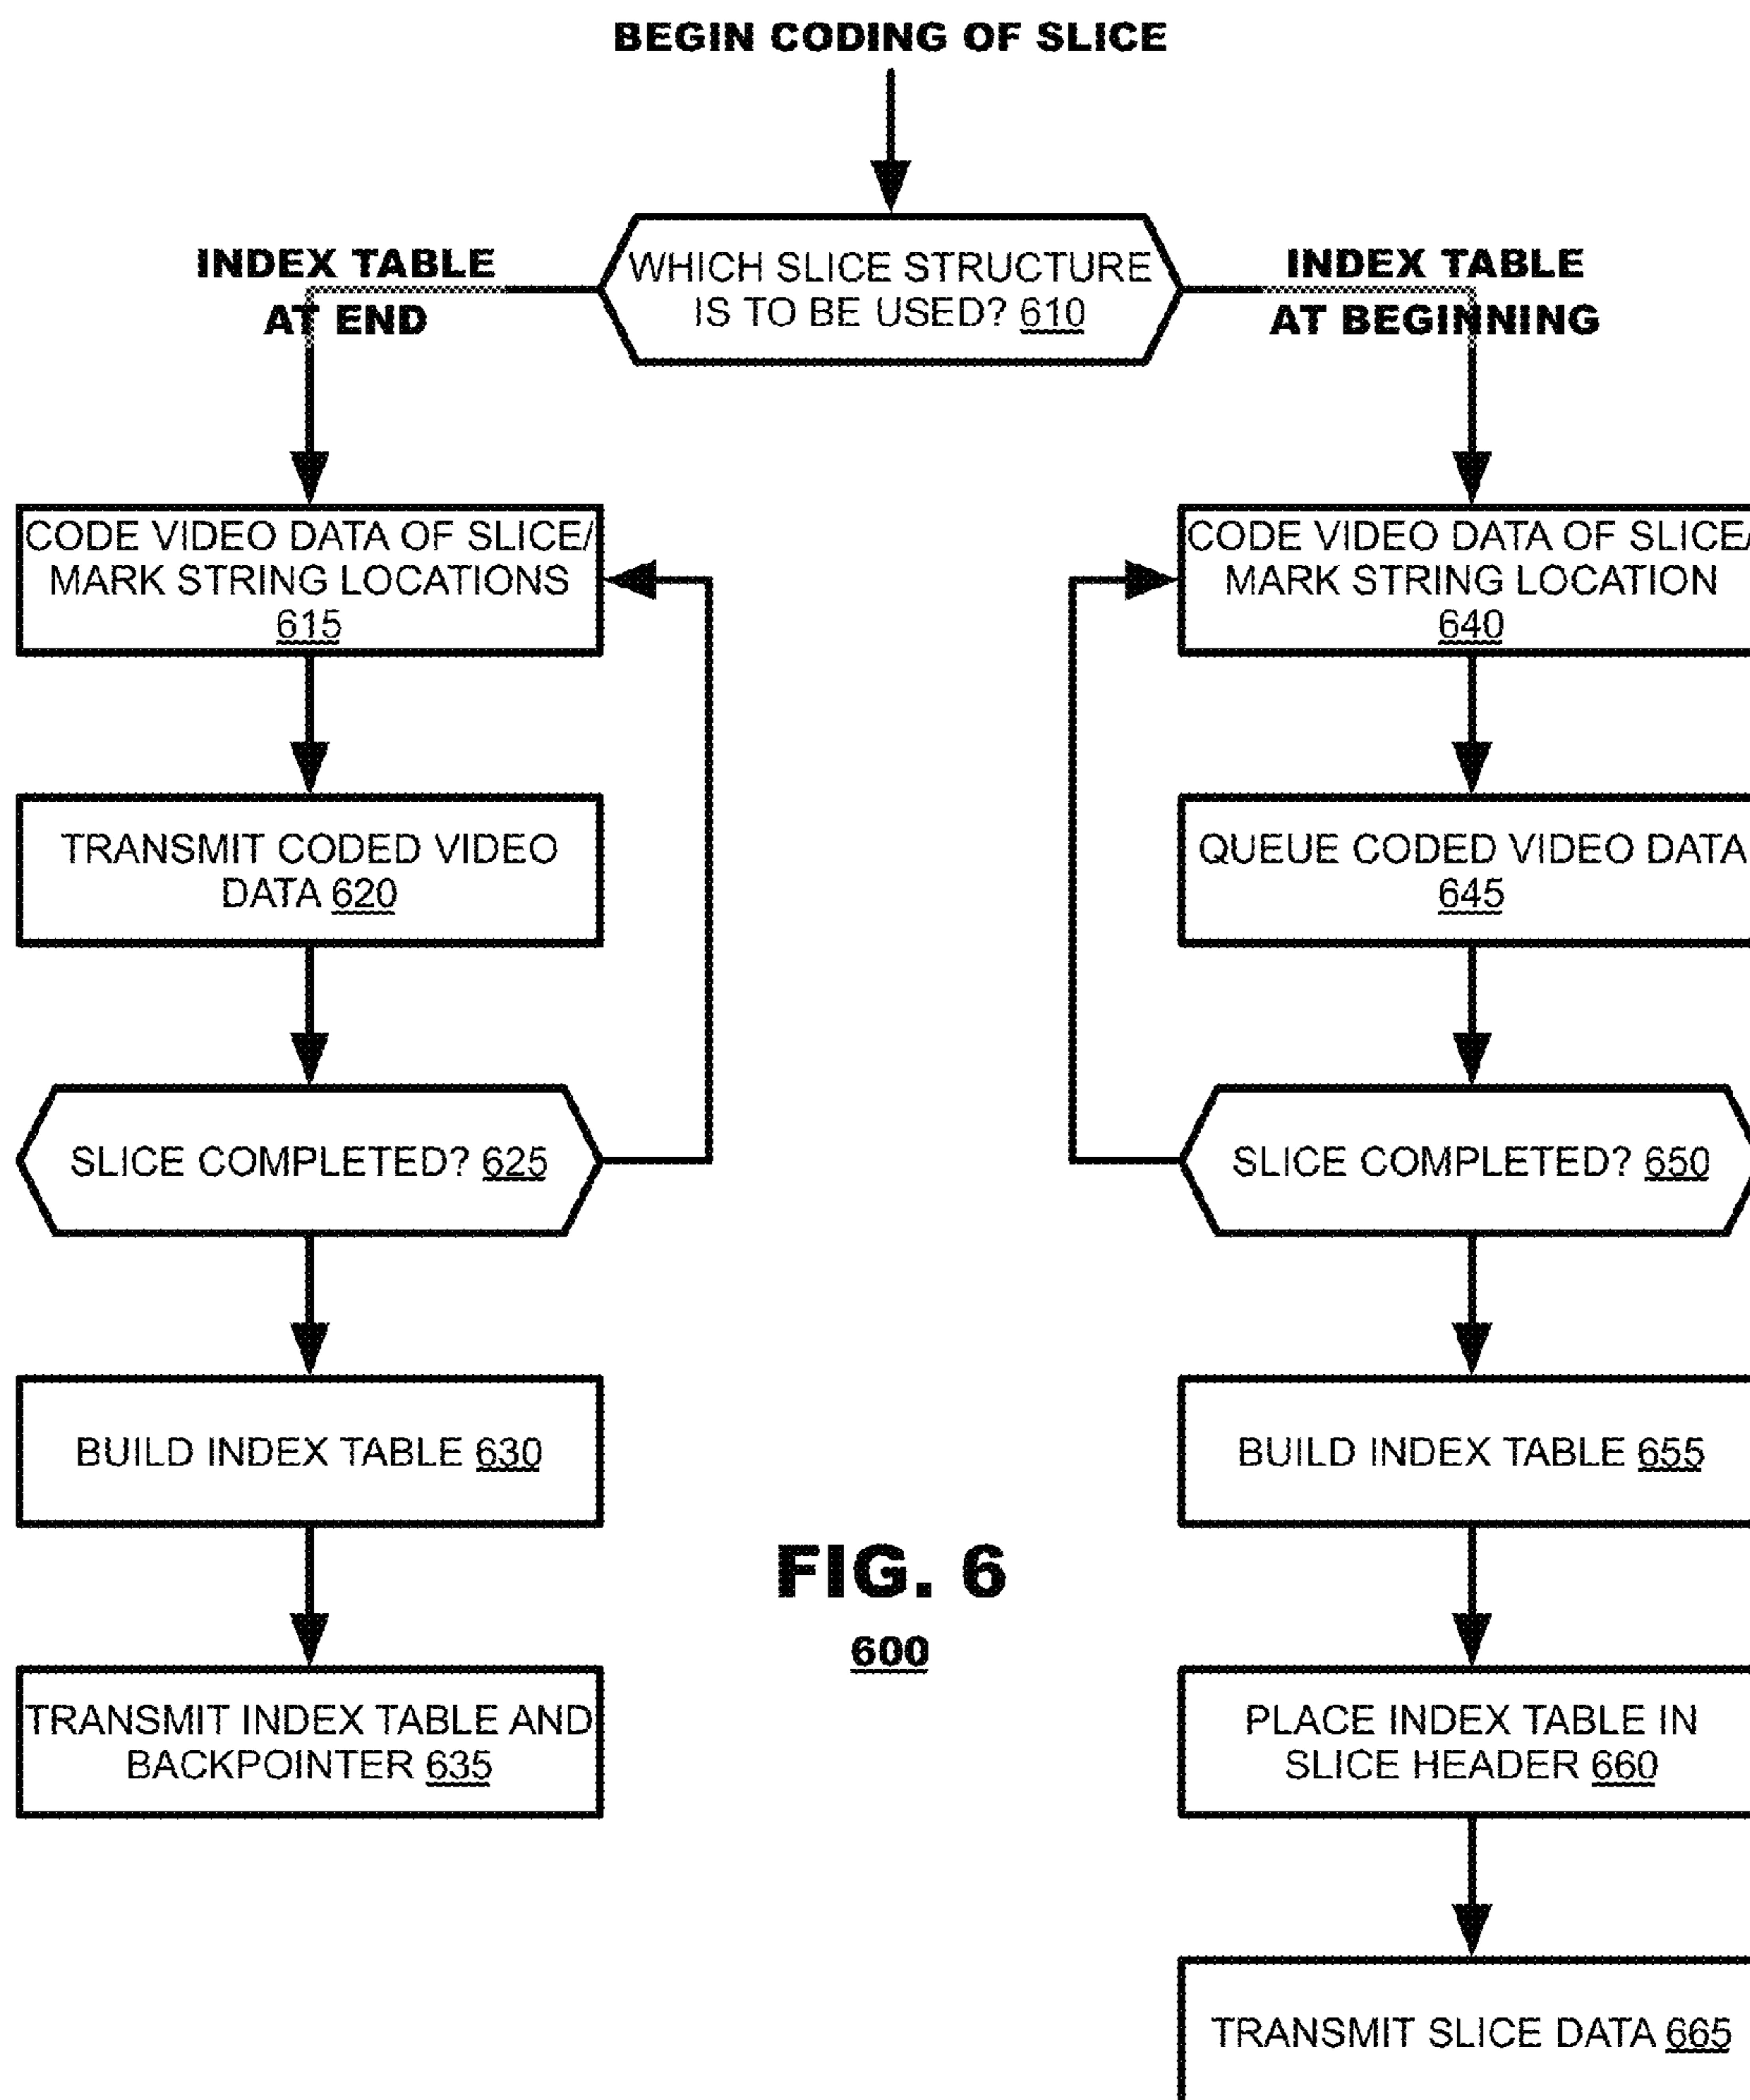 BEGIN CODING OF SLICE
WHICH SLICE STRUCTURE
IS TO BE USED? 610
INDEX TABLE
AT END
INDEX TABLE
AT BEGINNING
CODE VIDEO DATA OF SLICE/
MARK STRING LOCATIONS
615
TRANSMIT CODED VIDEO
DATA 620
SLICE COMPLETED? 625
BUILD INDEX TABLE 630
TRANSMIT INDEX TABLE AND
BACKPOINTER 635
CODE VIDEO DATA OF SLICE/
MARK STRING LOCATION
640
QUEUE CODED VIDEO DATA
645
SLICE COMPLETED? 650
BUILD INDEX TABLE 655
PLACE INDEX TABLE IN
SLICE HEADER 660
TRANSMIT SLICE DATA 665
FIG. 6
600